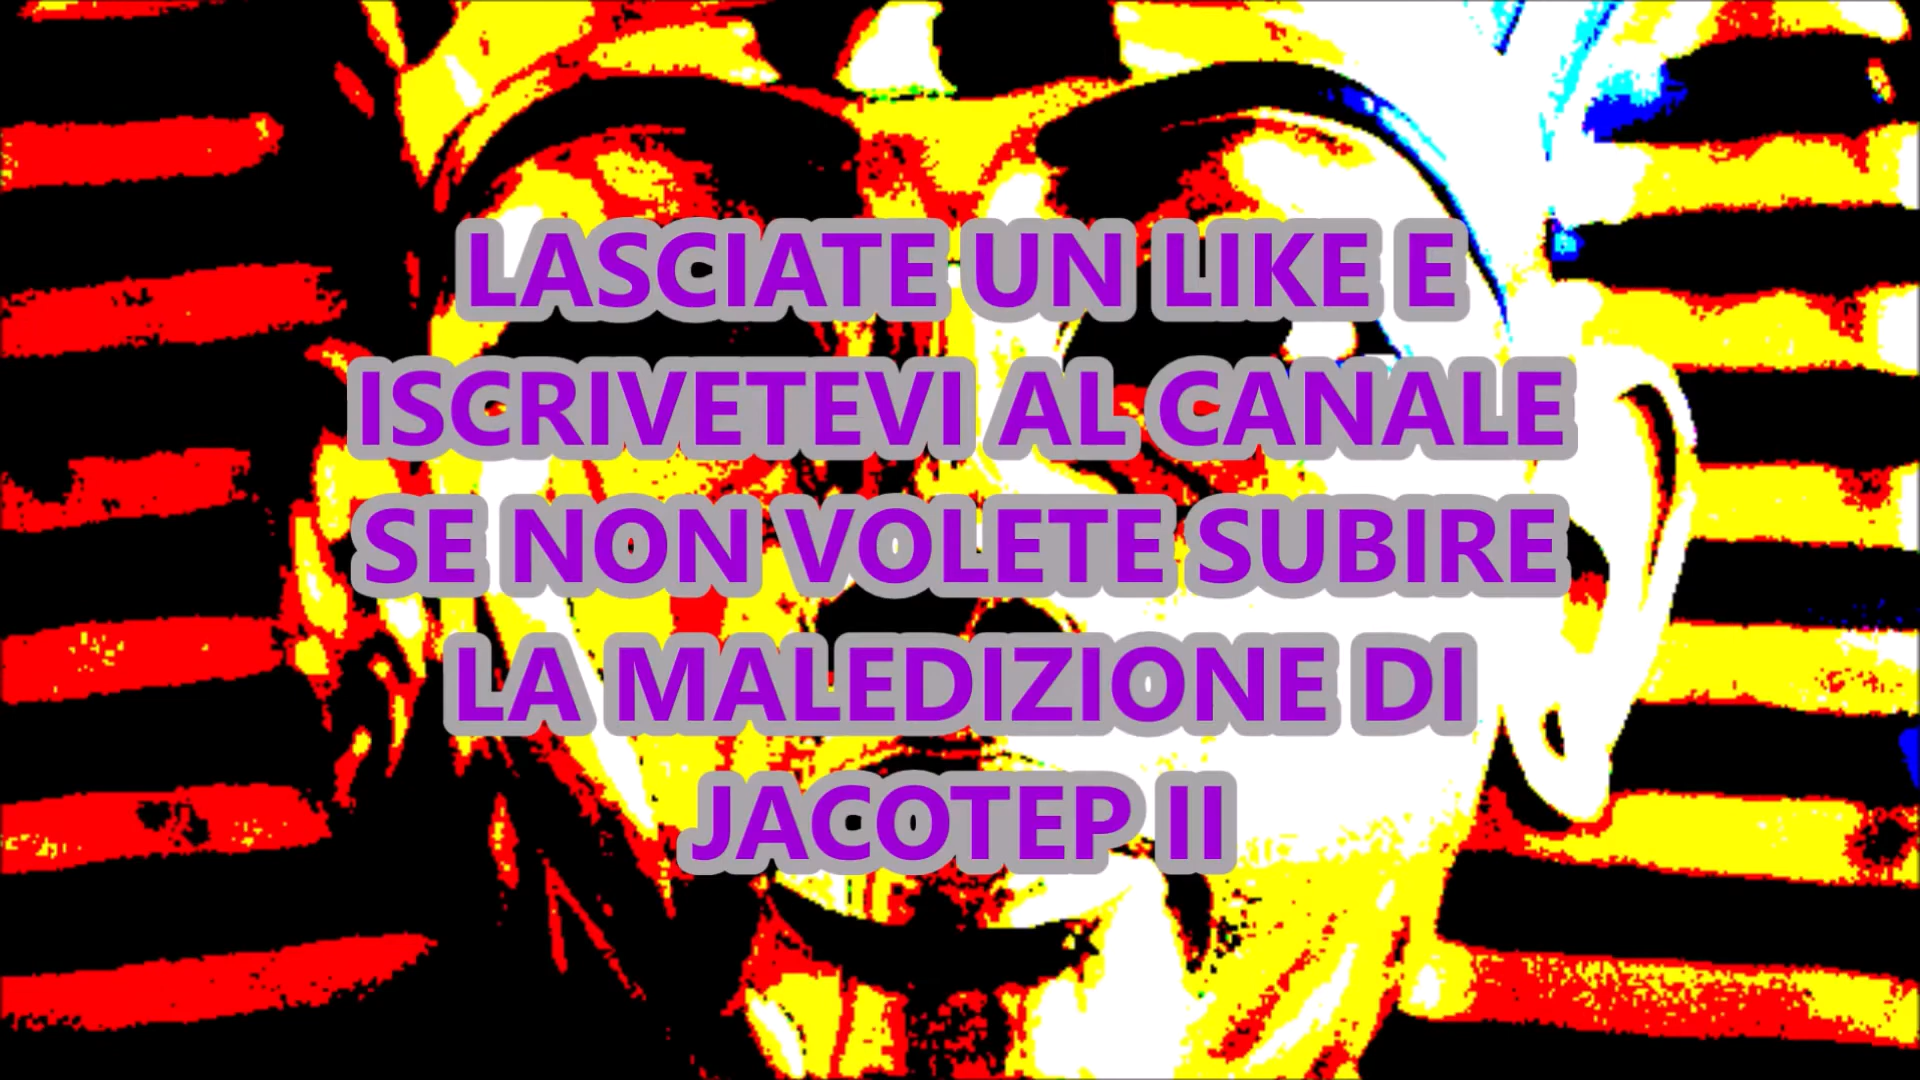 LASCIATE UN LIKE E
ISCRIVETEVI AL CANALE
SE NON VOLETE SUBIRE
LA MALEDIZIONE DI
JACOTEP II